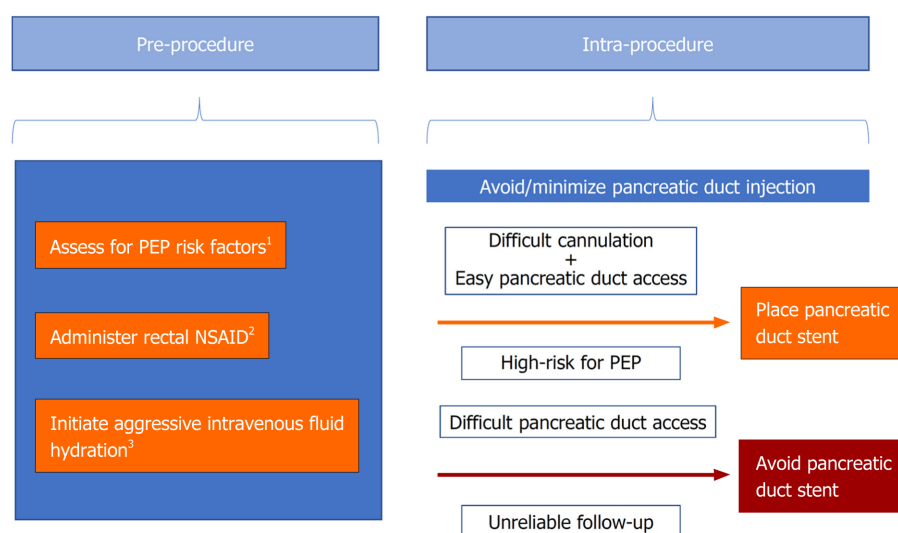 Pre-procedure
Intra-procedure
Assess for PEP risk factors¹
Administer rectal NSAID²
Initiate aggressive intravenous fluid
hydration³
Avoid/minimize pancreatic duct injection
Difficult cannulation
+
Easy pancreatic duct access
Place pancreatic
duct stent
High-risk for PEP
Difficult pancreatic duct access
Avoid pancreatic
duct stent
Unreliable follow-up